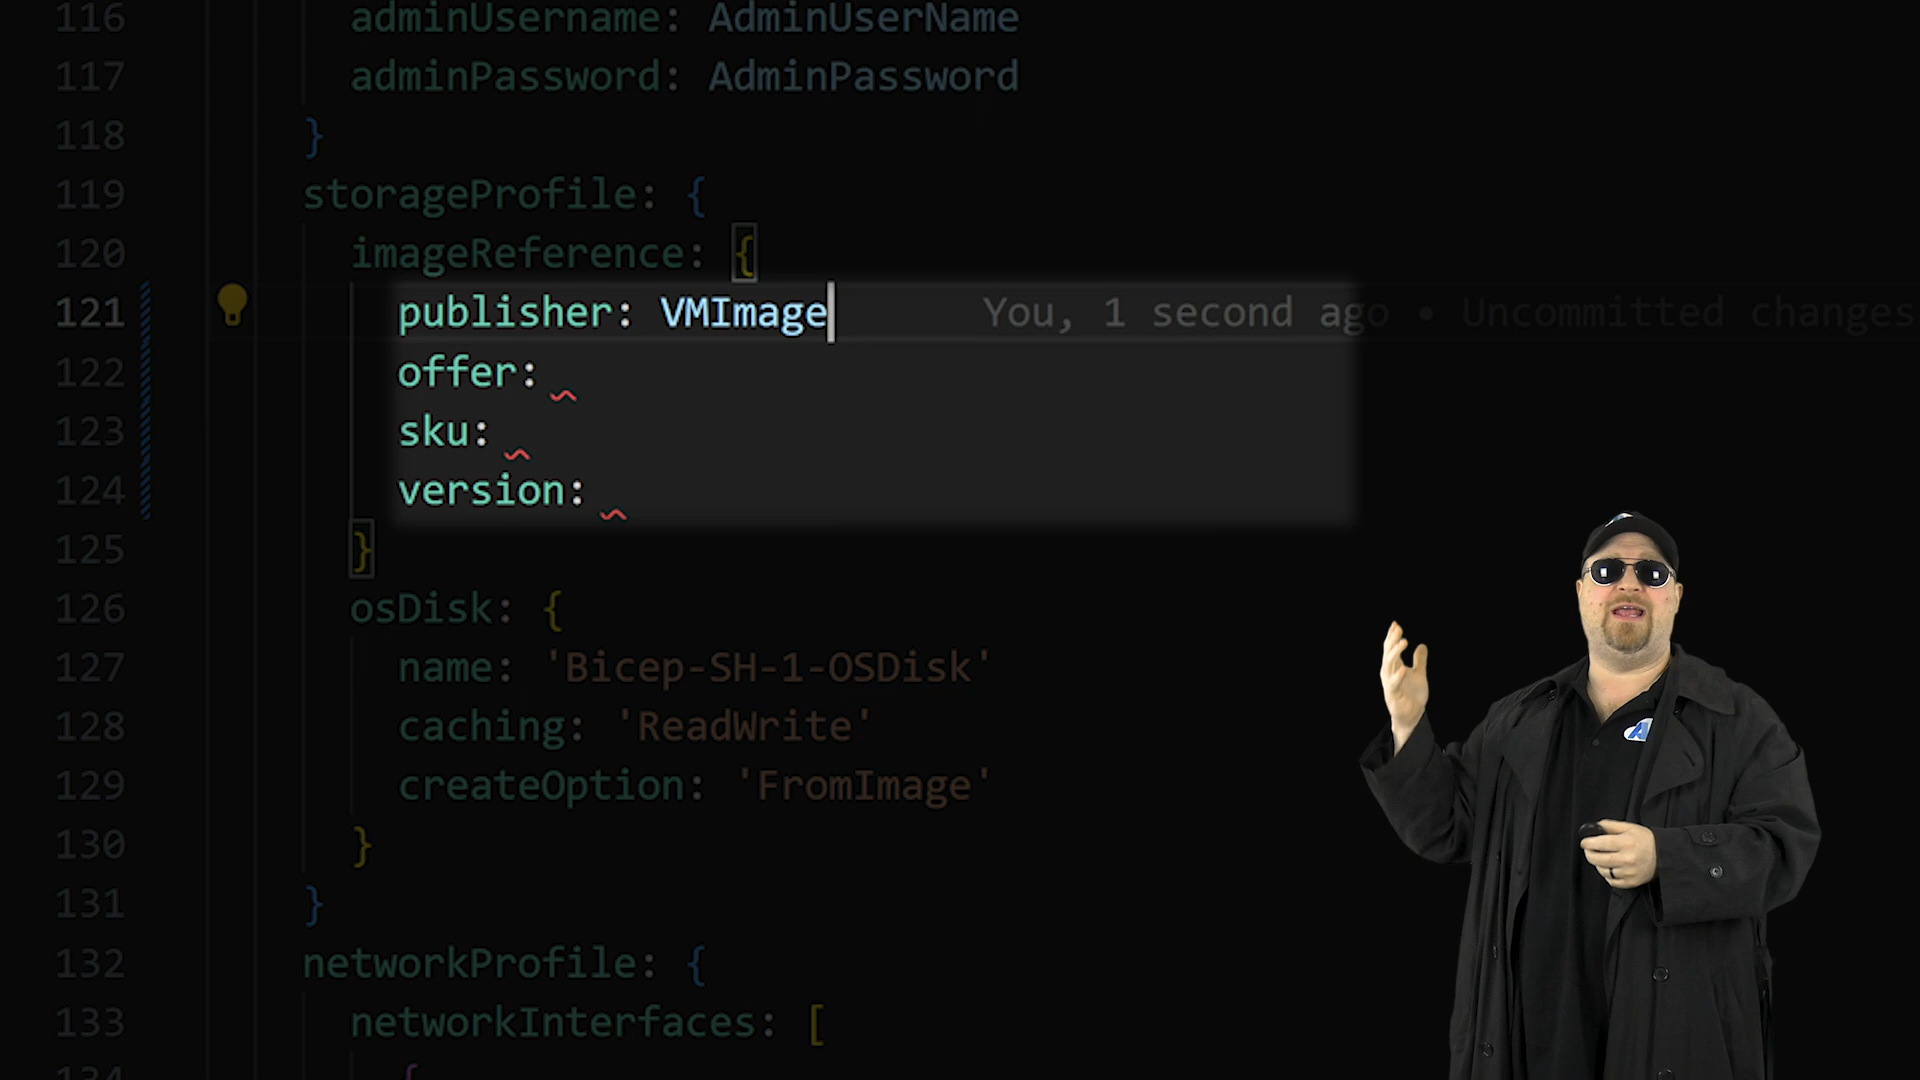 116 adminUsername: AdminUserName
117 adminPassword: AdminPassword
118 }
119 storageProfile: {
120 imageReference: {
121 publisher: VMImage You, 1 second ago • Uncommitted changes
122 offer:
123 sku:
124 version:
125 }
126 osDisk: {
127 name: 'Bicep-SH-1-OSDisk'
128 caching: 'ReadWrite'
129 createOption: 'FromImage'
130 }
131 }
132 networkProfile: {
133 networkInterfaces: [
134 {